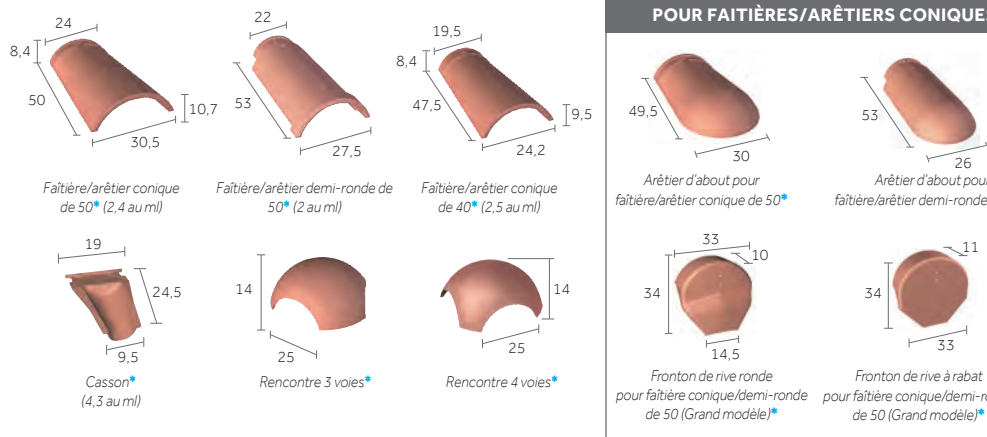 24
8,4
50
10,7
30,5
Faîtière/arêtier conique
de 50* (2,4 au ml)
22
53
27,5
Faîtière/arêtier demi-ronde de
50* (2 au ml)
19,5
8,4
47,5
9,5
24,2
Faîtière/arêtier conique
de 40* (2,5 au ml)
19
24,5
9,5
Casson*
(4,3 au ml)
14
25
Rencontre 3 voies*
14
25
Rencontre 4 voies*
POUR FAITIÈRES/ARÊTIERS CONIQUES
49,5
30
Arêtier d'about pour
faîtière/arêtier conique de 50*
53
26
Arêtier d'about pour
faîtière/arêtier demi-ronde
33
10
34
14,5
Fronton de rive ronde
pour faîtière conique/demi-ronde
de 50 (Grand modèle)*
11
34
33
Fronton de rive à rabat
pour faîtière conique/demi-ro
de 50 (Grand modèle)*